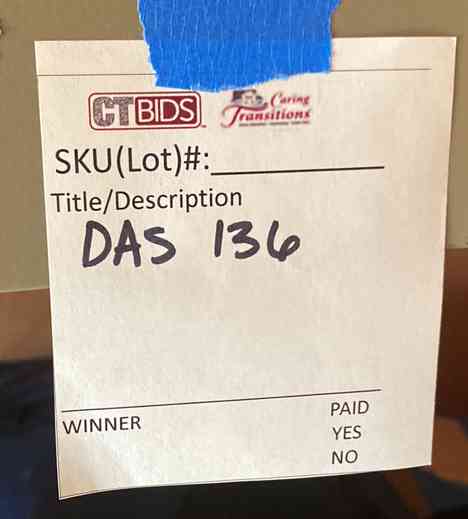 CTBIDS
Caring
Transitions
SKU(Lot)#:
Title/Description
DAS 136
WINNER
PAID
YES
NO